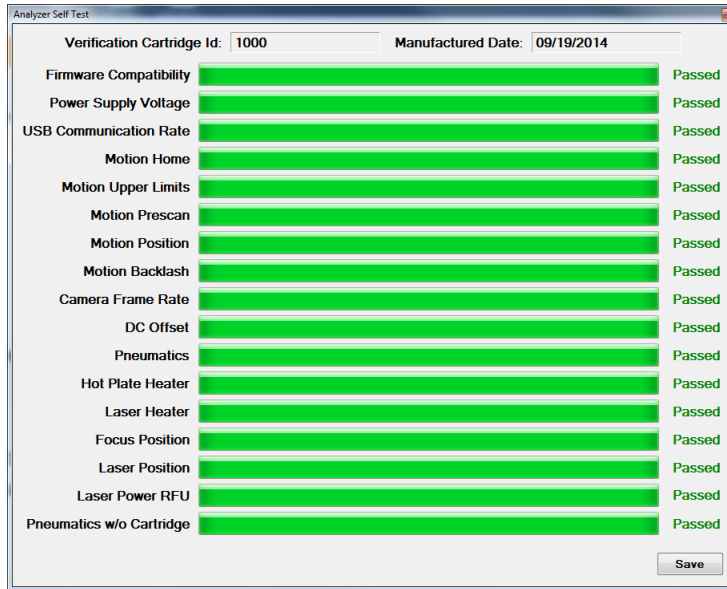 Analyzer Self Test
Verification Cartridge Id: 1000 Manufactured Date: 09/19/2014
Firmware Compatibility Passed
Power Supply Voltage Passed
USB Communication Rate Passed
Motion Home Passed
Motion Upper Limits Passed
Motion Prescan Passed
Motion Position Passed
Motion Backlash Passed
Camera Frame Rate Passed
DC Offset Passed
Pneumatics Passed
Hot Plate Heater Passed
Laser Heater Passed
Focus Position Passed
Laser Position Passed
Laser Power RFU Passed
Pneumatics w/o Cartridge Passed
Save